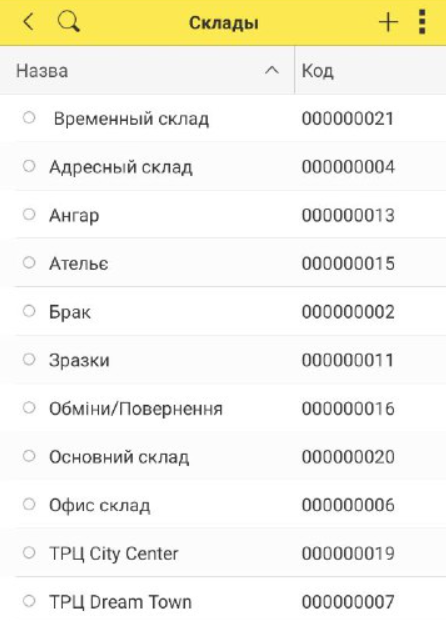 Склады
Назва Код
Временный склад 000000021
Адресный склад 000000004
Ангар 000000013
Ательє 000000015
Брак 000000002
Зразки 000000011
Обміни/Повернення 000000016
Основний склад 000000020
Офис склад 000000006
ТРЦ City Center 000000019
ТРЦ Dream Town 000000007